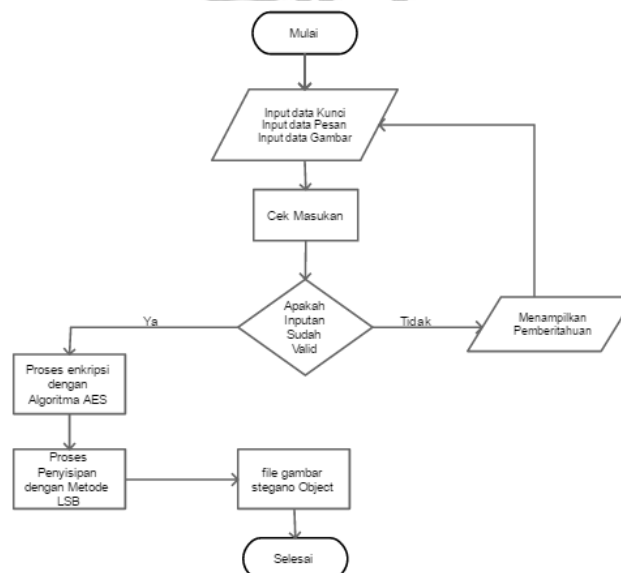 Mulai
Input data Kunci
Input data Pesan
Input data Gambar
Cek Masukan
Apakah
Inputan
Sudah
Valid
Ya
Tidak
Menampilkan
Pemberitahuan
Proses enkripsi
dengan
Algoritma AES
Proses
Penyisipan
dengan Metode
LSB
file gambar
stegano Object
Selesai